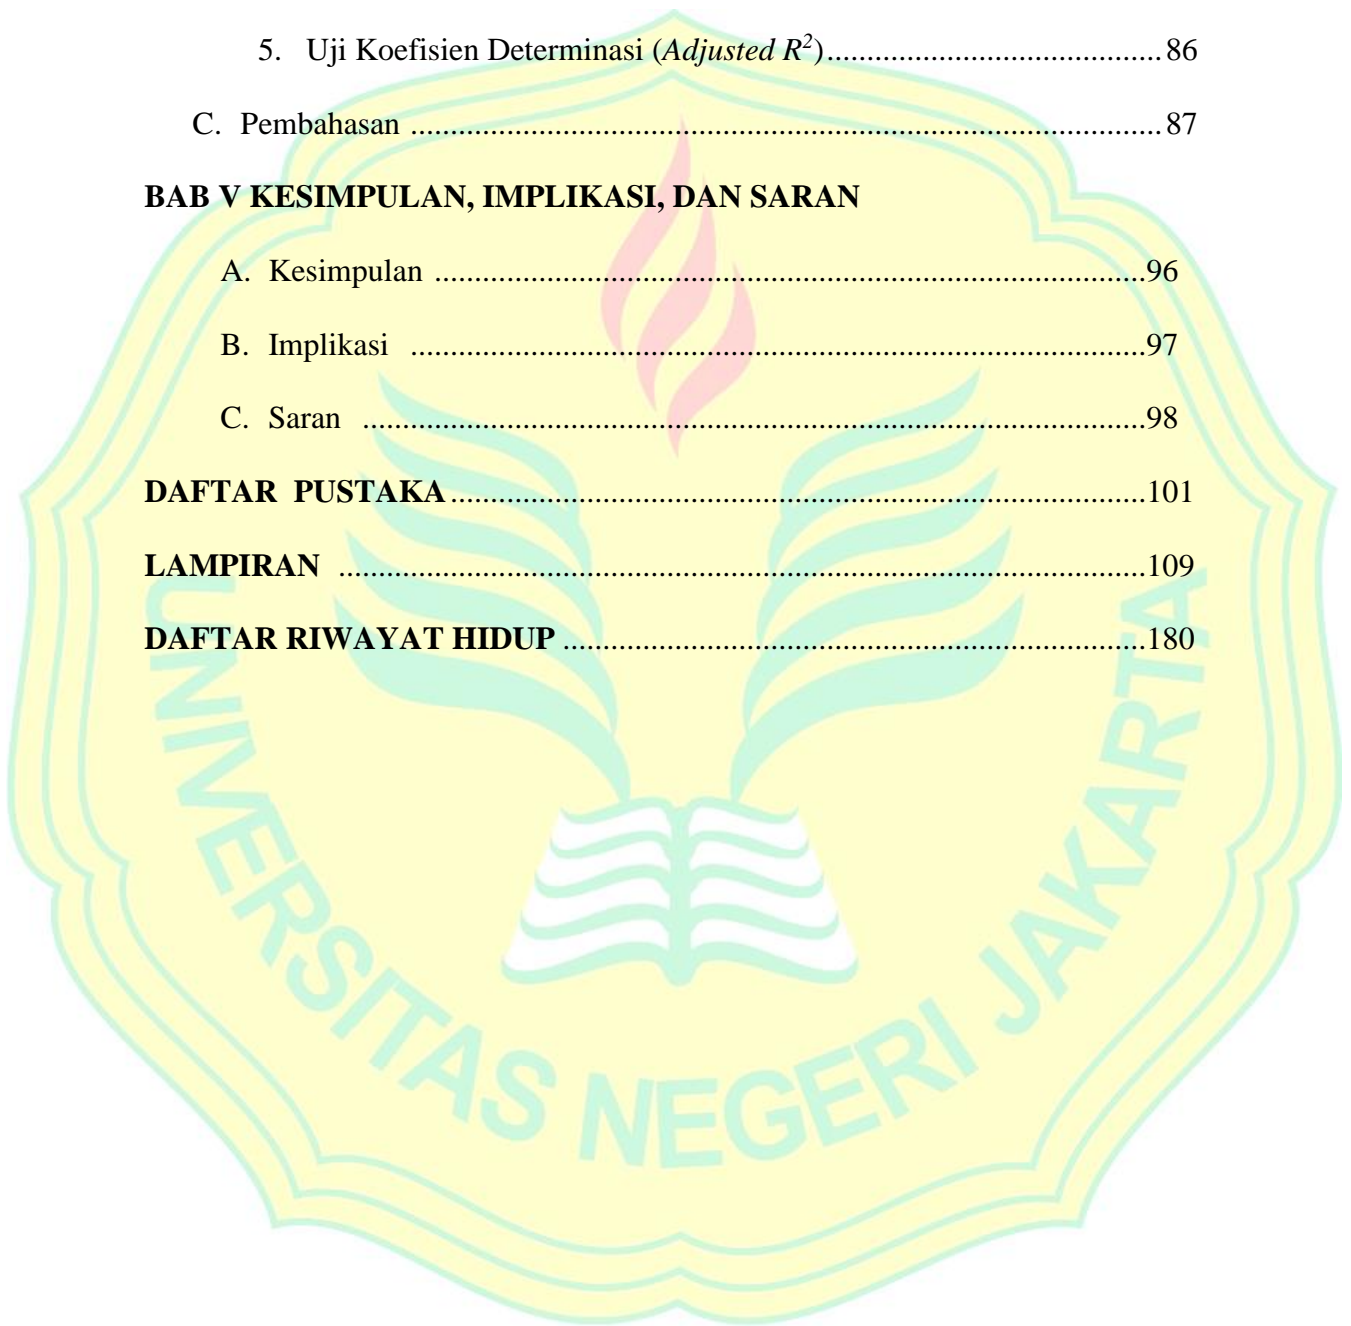 5. Uji Koefisien Determinasi (Adjusted R²)........................................86
C. Pembahasan ..............................................................................................87
BAB V KESIMPULAN, IMPLIKASI, DAN SARAN
A. Kesimpulan .........................................................................................96
B. Implikasi ............................................................................................97
C. Saran ..................................................................................................98
DAFTAR PUSTAKA.......................................................................................101
LAMPIRAN .....................................................................................................109
DAFTAR RIWAYAT HIDUP.........................................................................180
UNIVERSITAS NEGERI JAKARTA